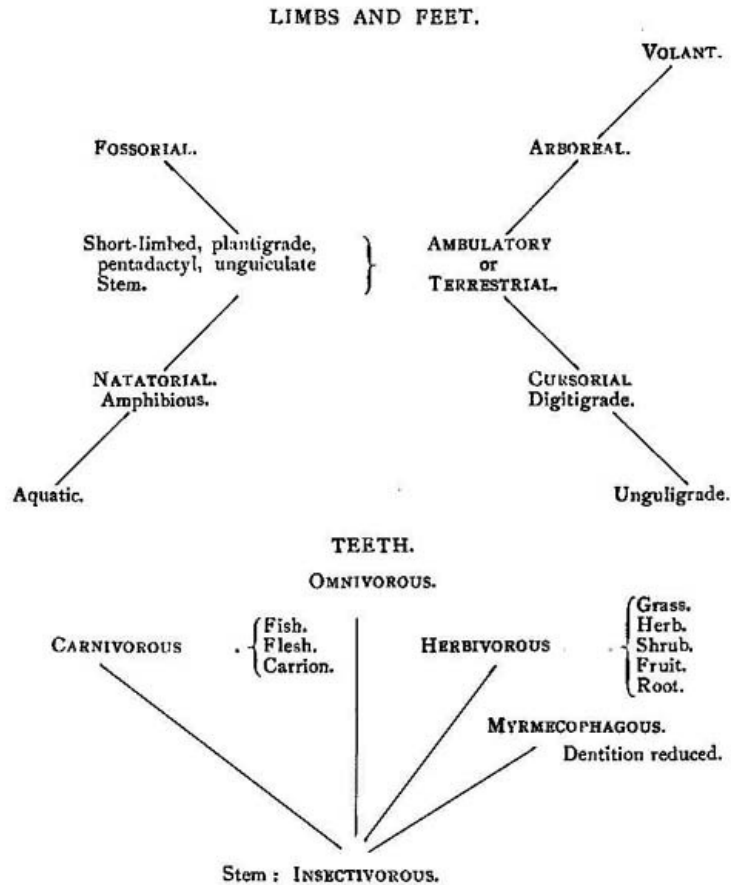 LIMBS AND FEET.
VOLANT.
FOSSORIAL.
ARBOREAL.
Short-limbed, plantigrade,
pentadactyl, unguiculate
Stem.
AMBULATORY
or
TERRESTRIAL.
NATATORIAL.
Amphibious.
CURSORIAL
Digitigrade.
Aquatic.
Unguligrade.
TEETH.
OMNIVOROUS.
CARNIVOROUS
Fish.
Flesh.
Carrion.
HERBIVOROUS
Grass.
Herb.
Shrub.
Fruit.
Root.
MYRMECOPHAGOUS.
Dentition reduced.
Stem : INSECTIVOROUS.